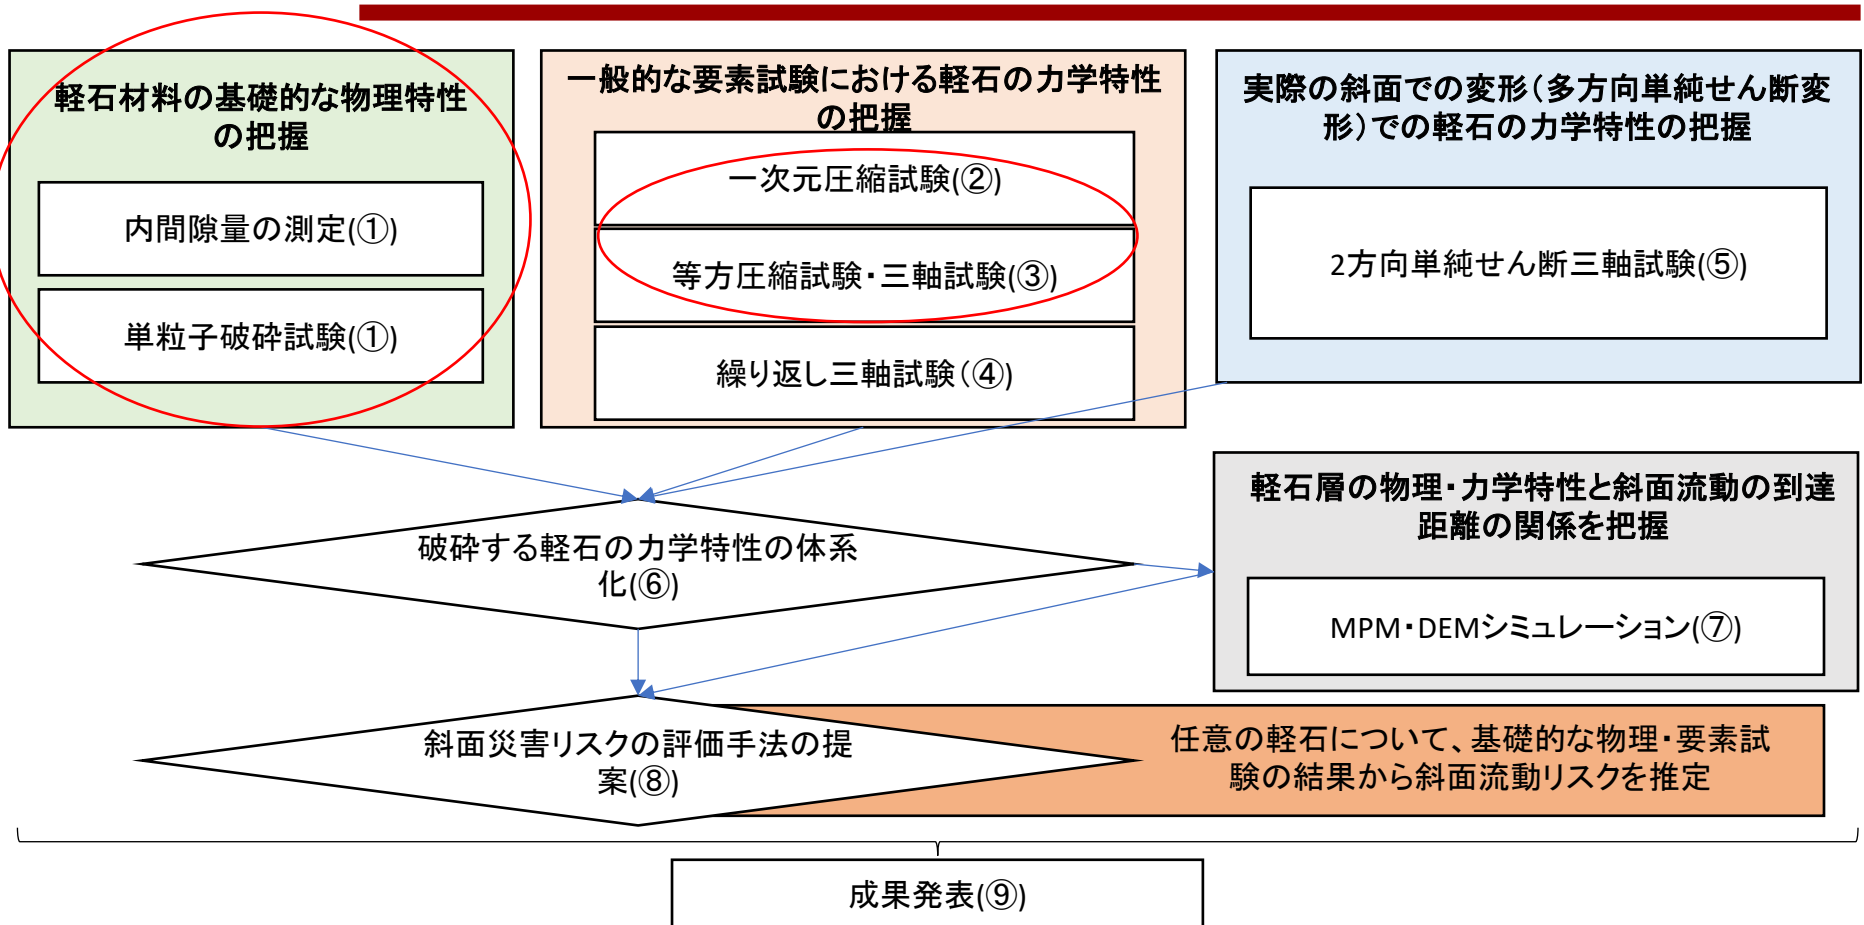 軽石材料の基礎的な物理特性
の把握
内間隙量の測定(①)
単粒子破砕試験(①)
一般的な要素試験における軽石の力学特性
の把握
一次元圧縮試験(②)
等方圧縮試験・三軸試験(③)
繰り返し三軸試験(④)
実際の斜面での変形(多方向単純せん断変
形)での軽石の力学特性の把握
2方向単純せん断三軸試験(⑤)
破砕する軽石の力学特性の体系
化(⑥)
軽石層の物理・力学特性と斜面流動の到達
距離の関係を把握
MPM・DEMシミュレーション(⑦)
斜面災害リスクの評価手法の提
案(⑧)
任意の軽石について、基礎的な物理・要素試
験の結果から斜面流動リスクを推定
成果発表(⑨)